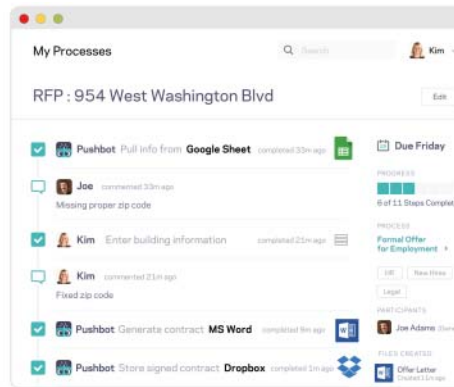 My Processes
Search
Kim
RFP : 954 West Washington Blvd
Edit
Pushbot Pull info from Google Sheet completed 33m ago
Due Friday
Joe commented 33m ago
Missing proper zip code
PROGRESS
6 of 11 Steps Complet
Kim Enter building information completed 21m ago
PROCESS
Formal Offer
for Employment
Kim commented 21m ago
Fixed zip code
HR New Hires
Legal
PARTICIPANTS
Pushbot Generate contract MS Word completed 9m ago
Joe Adams
Pushbot Store signed contract Dropbox completed 1m ago
FILES CREATED
Offer Letter
Created 11m ago